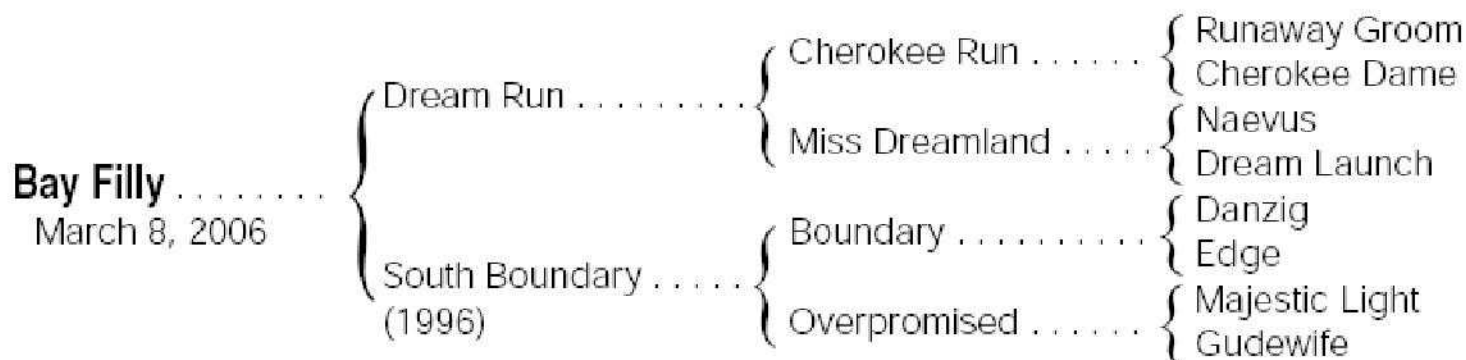 Runaway Groom
Cherokee Run . . . . . .
Cherokee Dame
Dream Run . . . . . . . . .
Naevus
Miss Dreamland . . . . .
Dream Launch
Bay Filly . . . . . . . .
March 8, 2006
Danzig
Boundary . . . . . . . . . .
Edge
South Boundary . . . . .
(1996)
Majestic Light
Overpromised . . . . . .
Gudewife